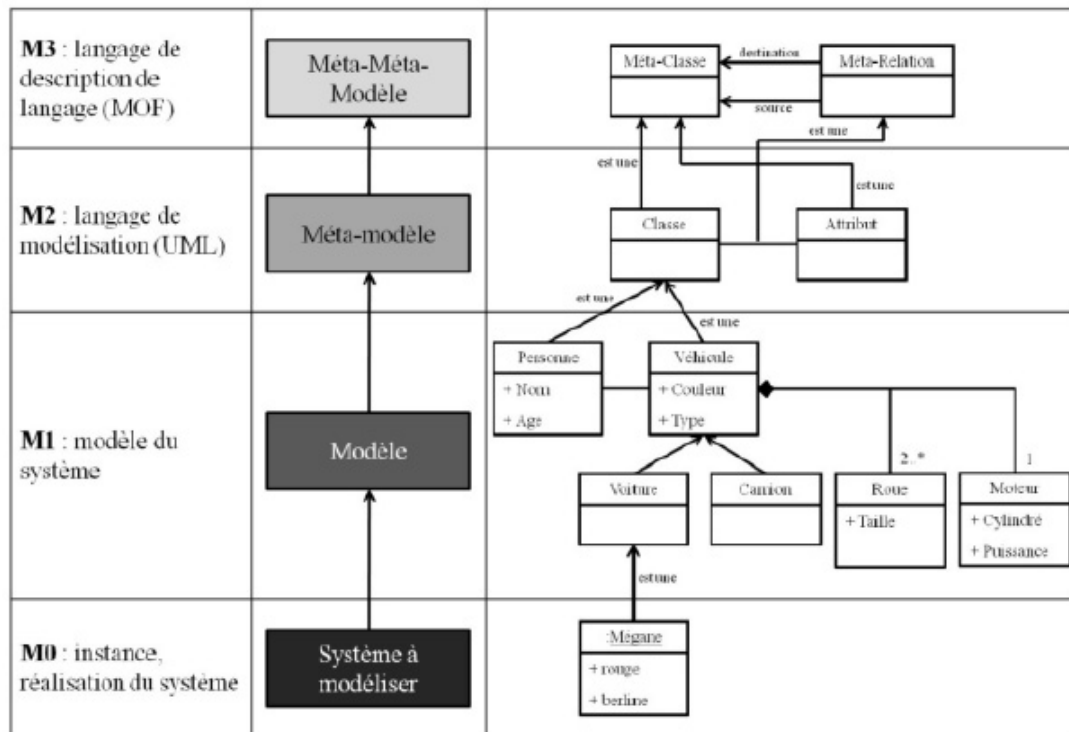 M3 : langage de
description de
langage (MOF)
Méta-Méta-
Modèle
Méta-Classe
destination
Méta-Relation
source
est une
est une
est une
M2 : langage de
modélisation (UML)
Méta-modèle
Classe
Attribut
est une
est une
M1 : modèle du
système
Modèle
Personne
+ Nom
+ Age
Véhicule
+ Couleur
+ Type
2..*
1
Voiture
Camion
Roue
+ Taille
Moteur
+ Cylindré
+ Puissance
est une
M0 : instance,
réalisation du système
Système à
modéliser
:Mégane
+ rouge
+ berline